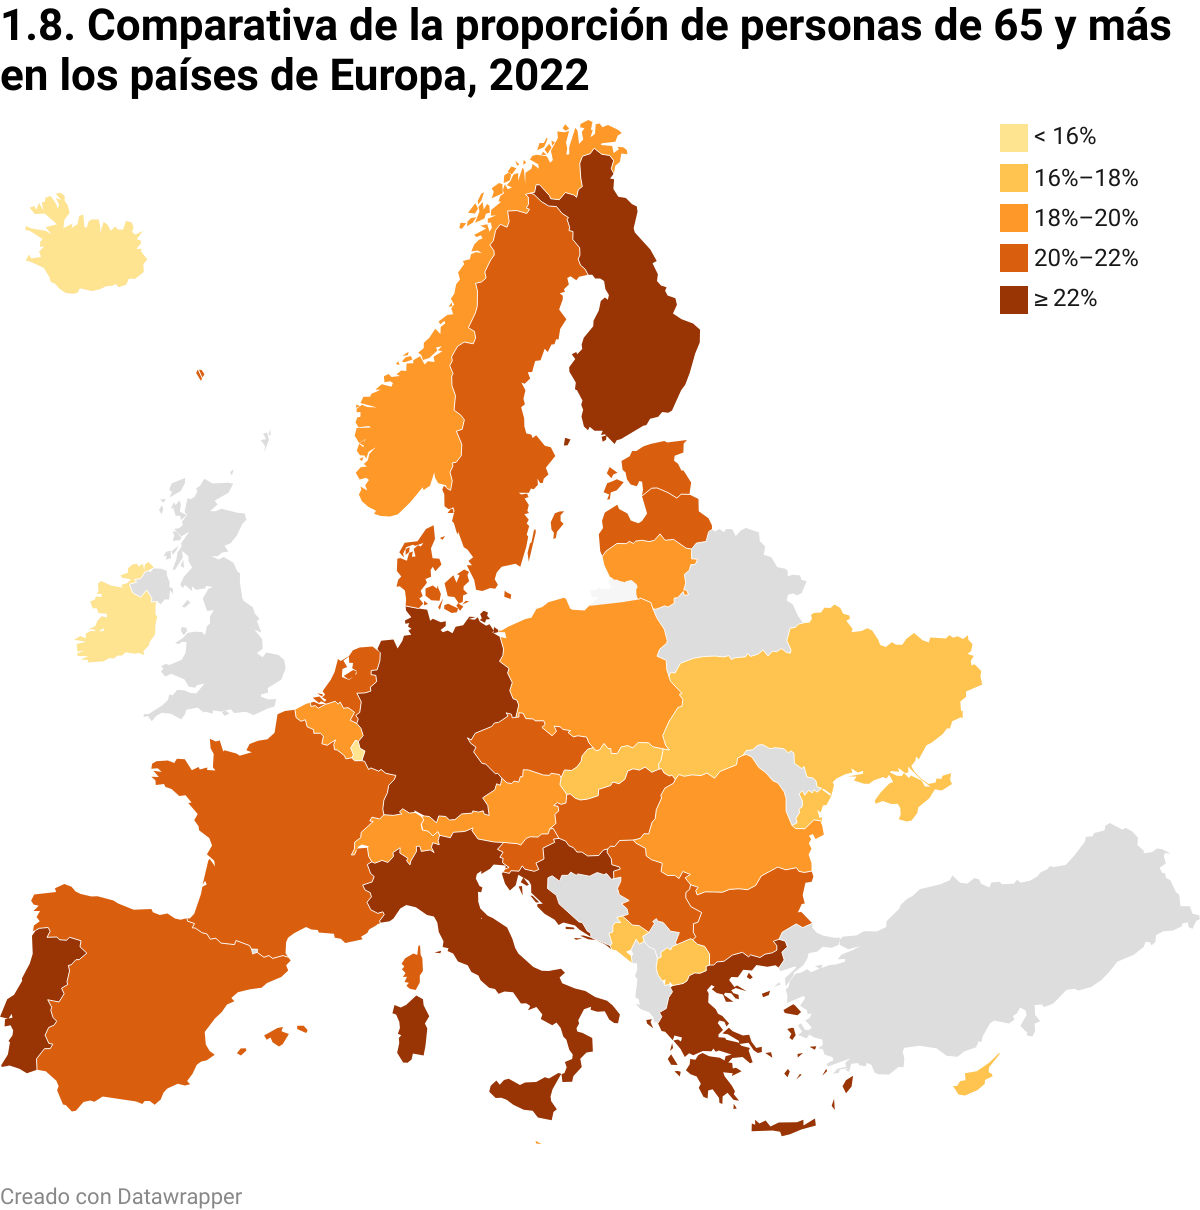 1.8. Comparativa de la proporción de personas de 65 y más
en los países de Europa, 2022
< 16%
16%–18%
18%–20%
20%–22%
≥ 22%
Creado con Datawrapper